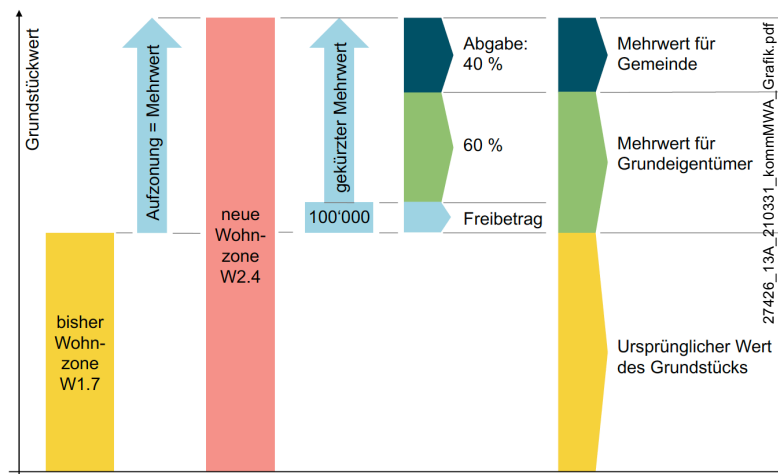 Grundstückwert
Aufzonung = Mehrwert
gekürzter Mehrwert
Abgabe:
40 %
Mehrwert für
Gemeinde
60 %
Mehrwert für
Grundeigentümer
100'000
Freibetrag
neue
Wohn-
zone
W2.4
bisher
Wohn-
zone
W1.7
Ursprünglicher Wert
des Grundstücks
27426_13A_210331_kommMWA_Grafik.pdf